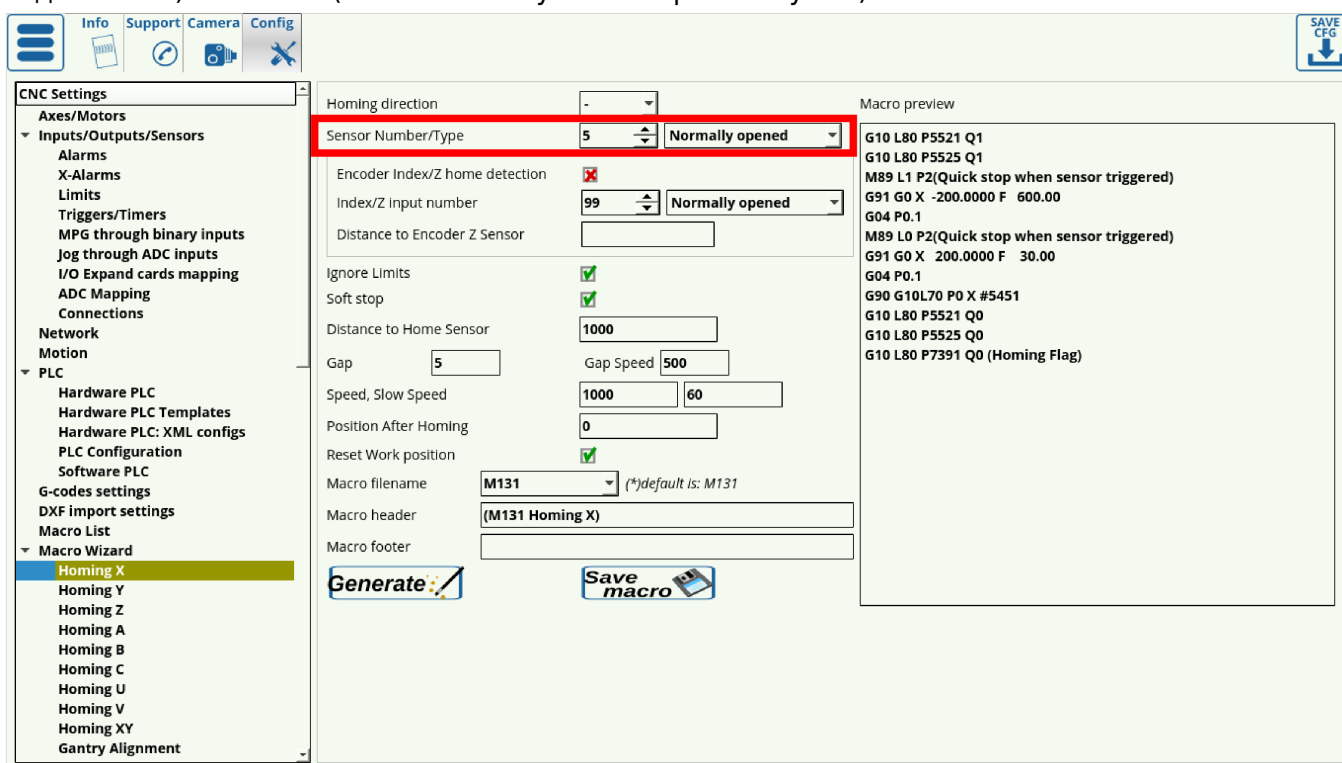 Info Support Camera Config
SAVE
CFG
CNC Settings
Axes/Motors
Inputs/Outputs/Sensors
Alarms
X-Alarms
Limits
Triggers/Timers
MPG through binary inputs
Jog through ADC inputs
I/O Expand cards mapping
ADC Mapping
Connections
Network
Motion
PLC
Hardware PLC
Hardware PLC Templates
Hardware PLC: XML configs
PLC Configuration
Software PLC
G-codes settings
DXF import settings
Macro List
Macro Wizard
Homing X
Homing Y
Homing Z
Homing A
Homing B
Homing C
Homing U
Homing V
Homing XY
Gantry Alignment
Homing direction -
Sensor Number/Type 5 Normally opened
Encoder Index/Z home detection
Index/Z input number 99 Normally opened
Distance to Encoder Z Sensor
Ignore Limits
Soft stop
Distance to Home Sensor 1000
Gap 5 Gap Speed 500
Speed, Slow Speed 1000 60
Position After Homing 0
Reset Work position
Macro filename M131 (*)default is: M131
Macro header (M131 Homing X)
Macro footer
Generate Save macro
Macro preview
G10 L80 P5521 Q1
G10 L80 P5525 Q1
M89 L1 P2(Quick stop when sensor triggered)
G91 G0 X -200.0000 F 600.00
G04 P0.1
M89 L0 P2(Quick stop when sensor triggered)
G91 G0 X 200.0000 F 30.00
G04 P0.1
G90 G10L70 P0 X #5451
G10 L80 P5521 Q0
G10 L80 P5525 Q0
G10 L80 P7391 Q0 (Homing Flag)